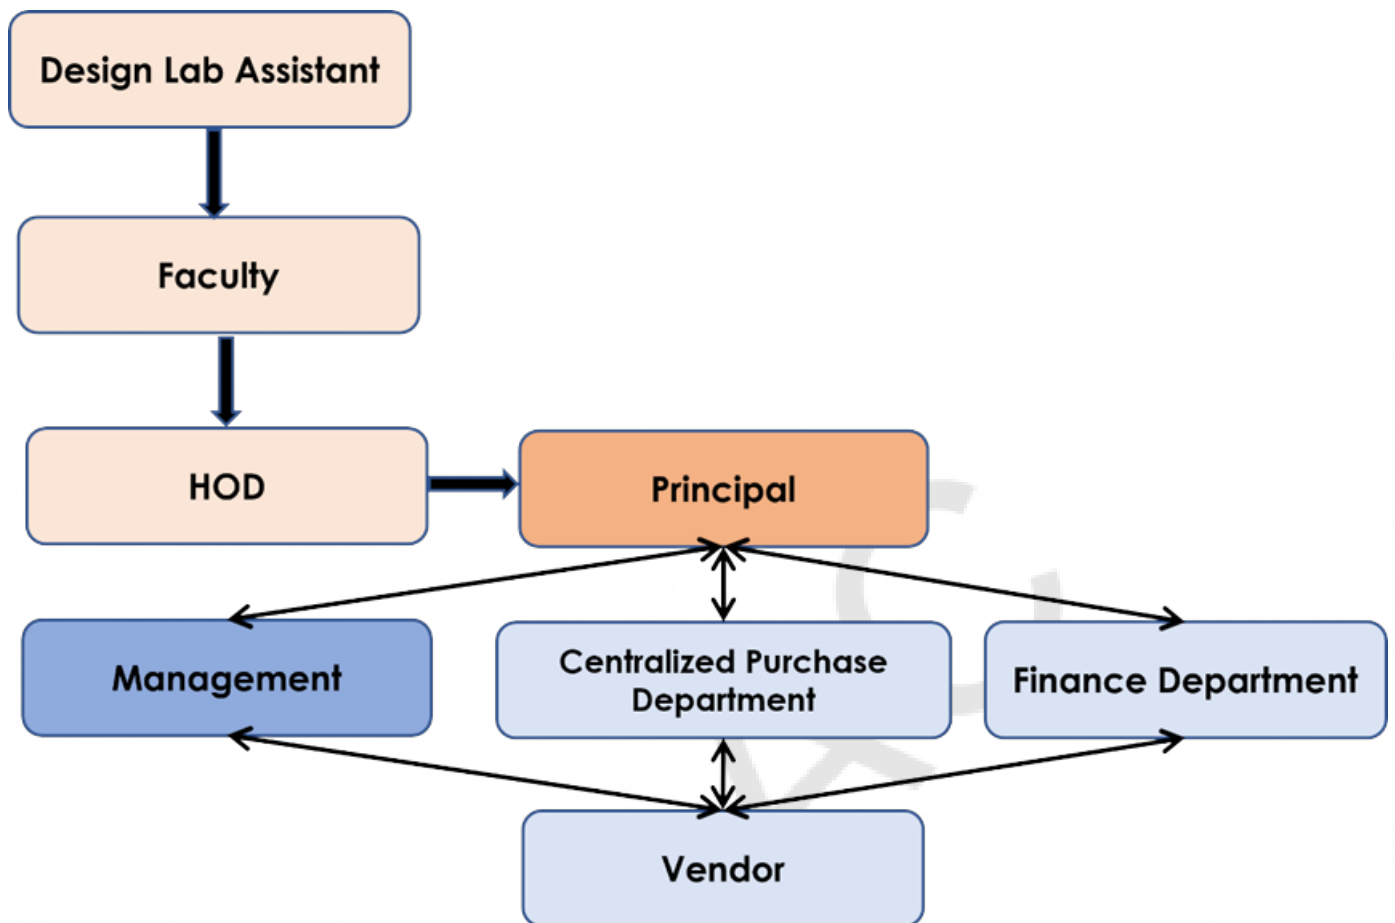 Design Lab Assistant
Faculty
HOD
Principal
Management
Centralized Purchase
Department
Finance Department
Vendor